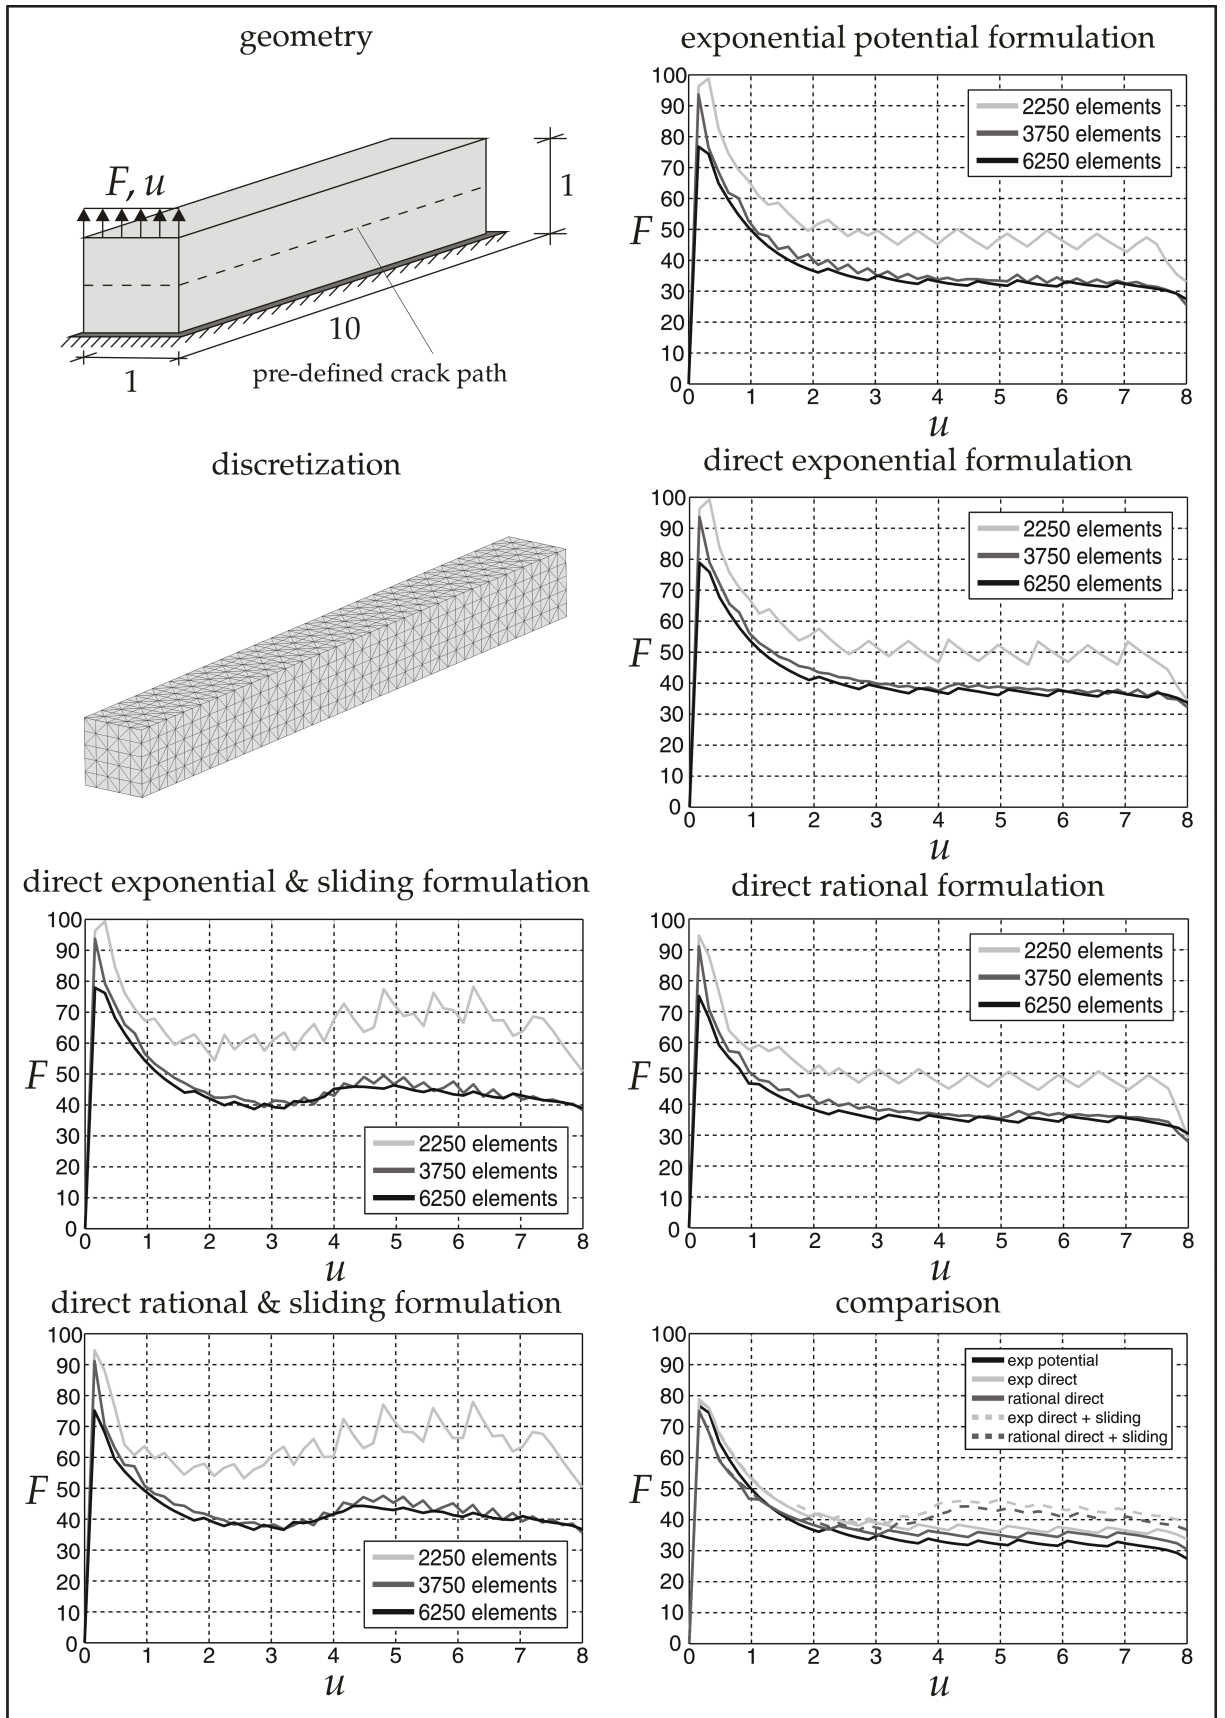 geometry
F, u
1
10
1
pre-defined crack path
exponential potential formulation
100
90
80
70
60
50
40
30
20
10
0
F
2250 elements
3750 elements
6250 elements
0 1 2 3 4 5 6 7 8
u
discretization
direct exponential formulation
100
90
80
70
60
50
40
30
20
10
0
F
2250 elements
3750 elements
6250 elements
0 1 2 3 4 5 6 7 8
u
direct exponential & sliding formulation
100
90
80
70
60
50
40
30
20
10
0
F
2250 elements
3750 elements
6250 elements
0 1 2 3 4 5 6 7 8
u
direct rational formulation
100
90
80
70
60
50
40
30
20
10
0
F
2250 elements
3750 elements
6250 elements
0 1 2 3 4 5 6 7 8
u
direct rational & sliding formulation
100
90
80
70
60
50
40
30
20
10
0
F
2250 elements
3750 elements
6250 elements
0 1 2 3 4 5 6 7 8
u
comparison
100
90
80
70
60
50
40
30
20
10
0
F
exp potential
exp direct
rational direct
exp direct + sliding
rational direct + sliding
0 1 2 3 4 5 6 7 8
u